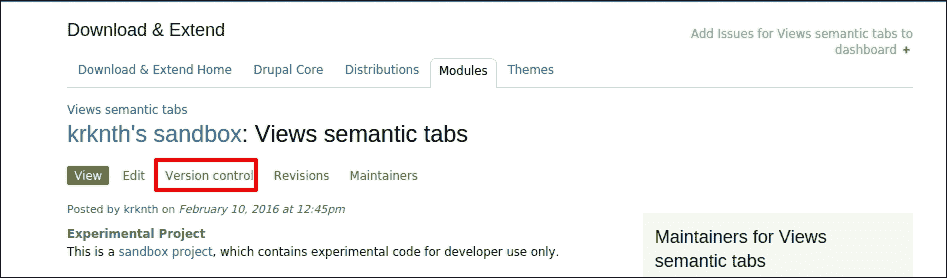 Download & Extend
Add Issues for Views semantic tabs to
dashboard +
Download & Extend Home Drupal Core Distributions Modules Themes
Views semantic tabs
krknth's sandbox: Views semantic tabs
View Edit Version control Revisions Maintainers
Posted by krknth on February 10, 2016 at 12:45pm
Experimental Project
This is a sandbox project, which contains experimental code for developer use only.
Maintainers for Views
semantic tabs